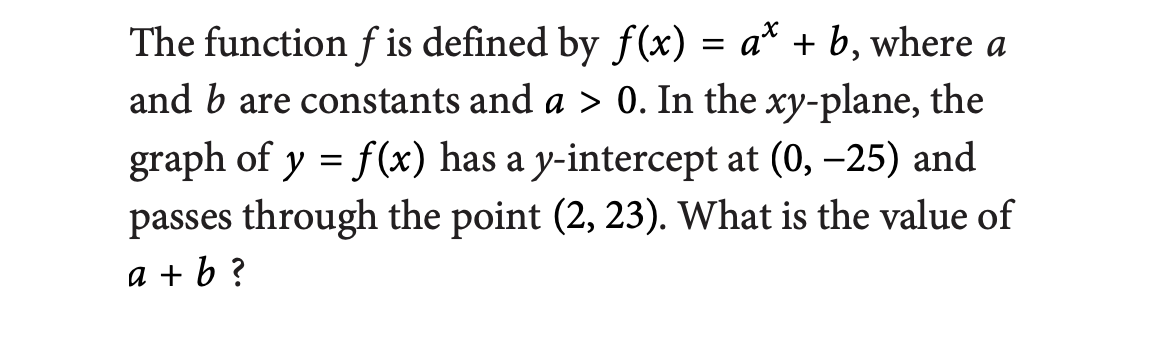 The function f is defined by f(x) = aˣ + b, where a
and b are constants and a > 0. In the xy-plane, the
graph of y = f(x) has a y-intercept at (0, −25) and
passes through the point (2, 23). What is the value of
a + b ?